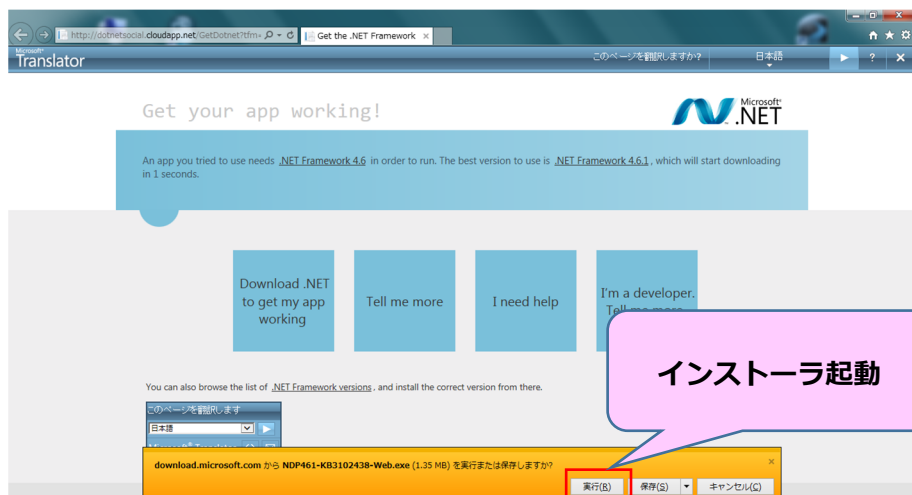 http://dotnetsocial.cloudapp.net/GetDotnet?tfm=
Get the .NET Framework ×
Microsoft®
Translator
このページを翻訳しますか?
日本語
?
Get your app working!
Microsoft®
.NET
An app you tried to use needs .NET Framework 4.6 in order to run. The best version to use is .NET Framework 4.6.1, which will start downloading
in 1 seconds.
Download .NET
to get my app
working
Tell me more
I need help
I'm a developer.
Tell me more
インストーラ起動
You can also browse the list of .NET Framework versions, and install the correct version from there.
このページを翻訳します
日本語
download.microsoft.com から NDP461-KB3102438-Web.exe (1.35 MB) を実行または保存しますか?
×
実行(R)
保存(S)
キャンセル(C)